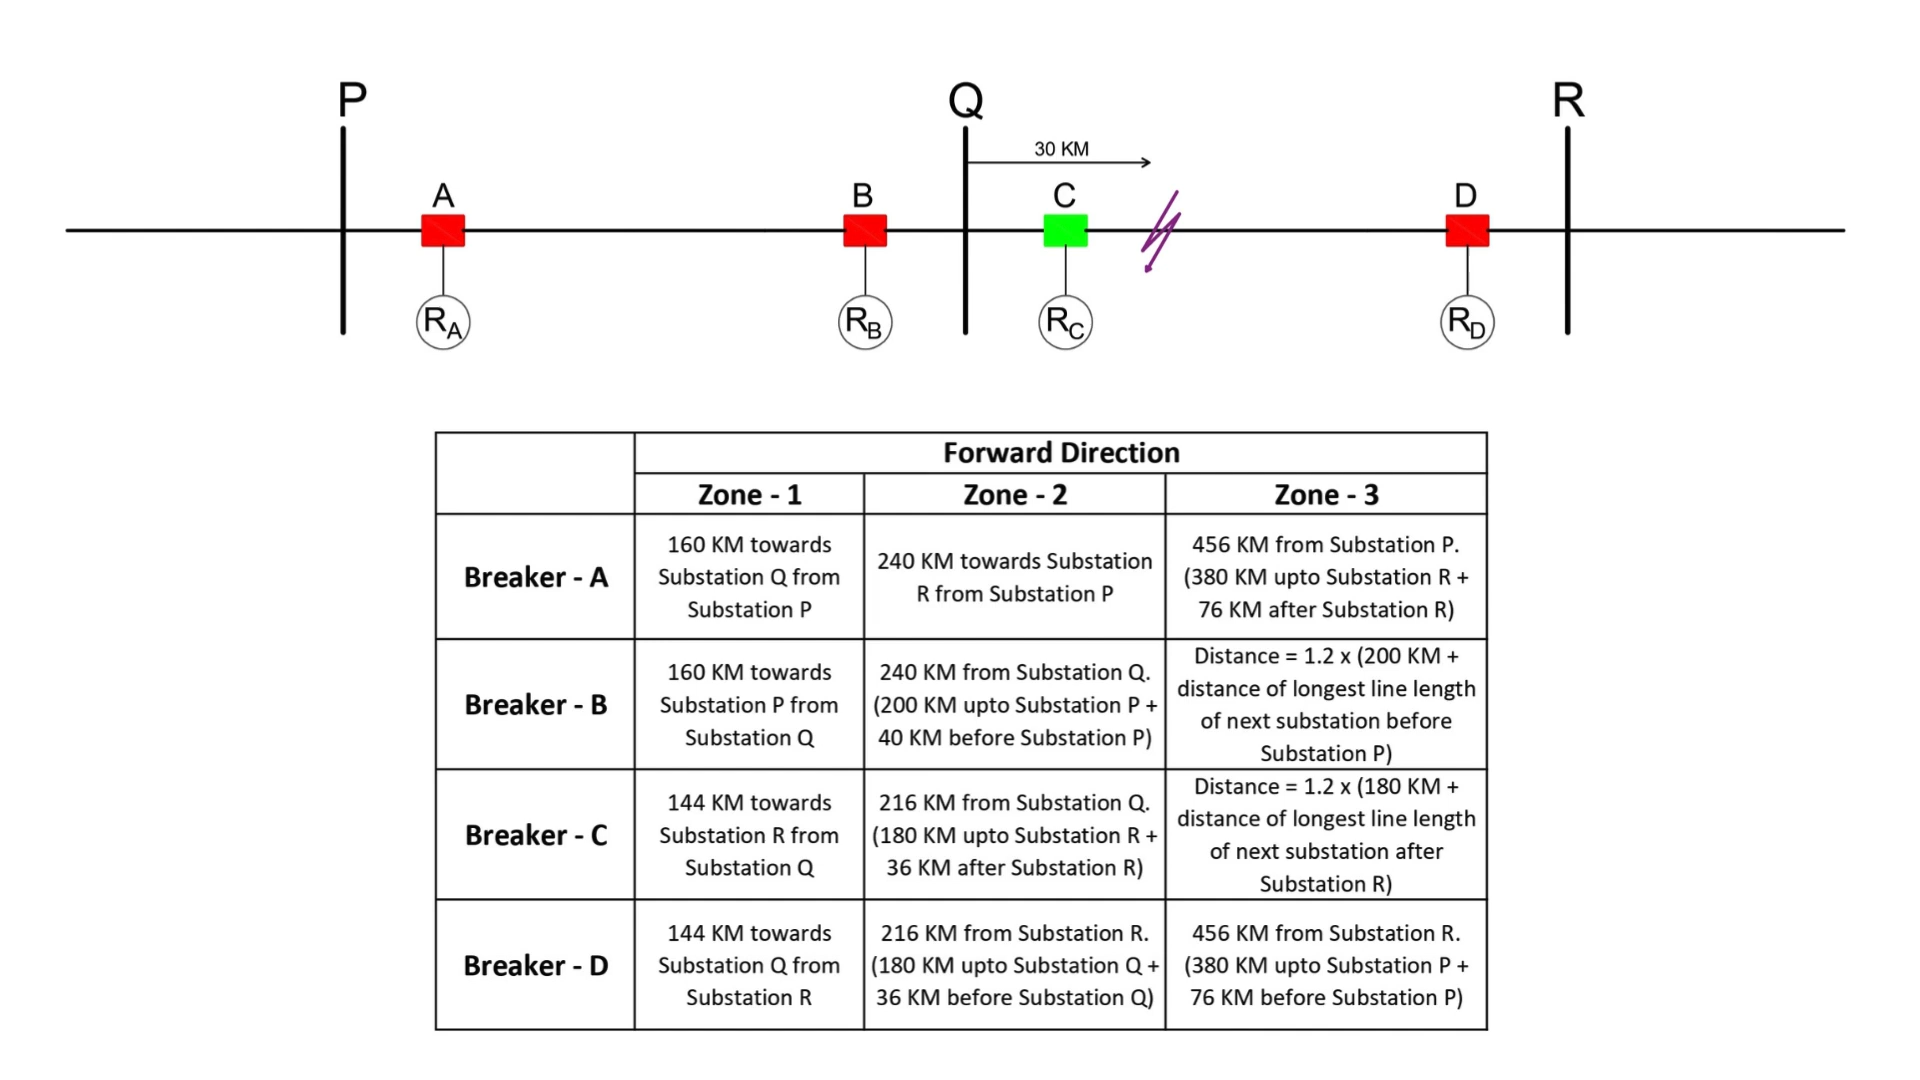 P
Q
R
30 KM
A
B
C
D
RA
RB
RC
RD
Forward Direction
Zone - 1
Zone - 2
Zone - 3
Breaker - A
160 KM towards
Substation Q from
Substation P
240 KM towards Substation
R from Substation P
456 KM from Substation P.
(380 KM upto Substation R +
76 KM after Substation R)
Breaker - B
160 KM towards
Substation P from
Substation Q
240 KM from Substation Q.
(200 KM upto Substation P +
40 KM before Substation P)
Distance = 1.2 x (200 KM +
distance of longest line length
of next substation before
Substation P)
Breaker - C
144 KM towards
Substation R from
Substation Q
216 KM from Substation Q.
(180 KM upto Substation R +
36 KM after Substation R)
Distance = 1.2 x (180 KM +
distance of longest line length
of next substation after
Substation R)
Breaker - D
144 KM towards
Substation Q from
Substation R
216 KM from Substation R.
(180 KM upto Substation Q +
36 KM before Substation Q)
456 KM from Substation R.
(380 KM upto Substation P +
76 KM before Substation P)